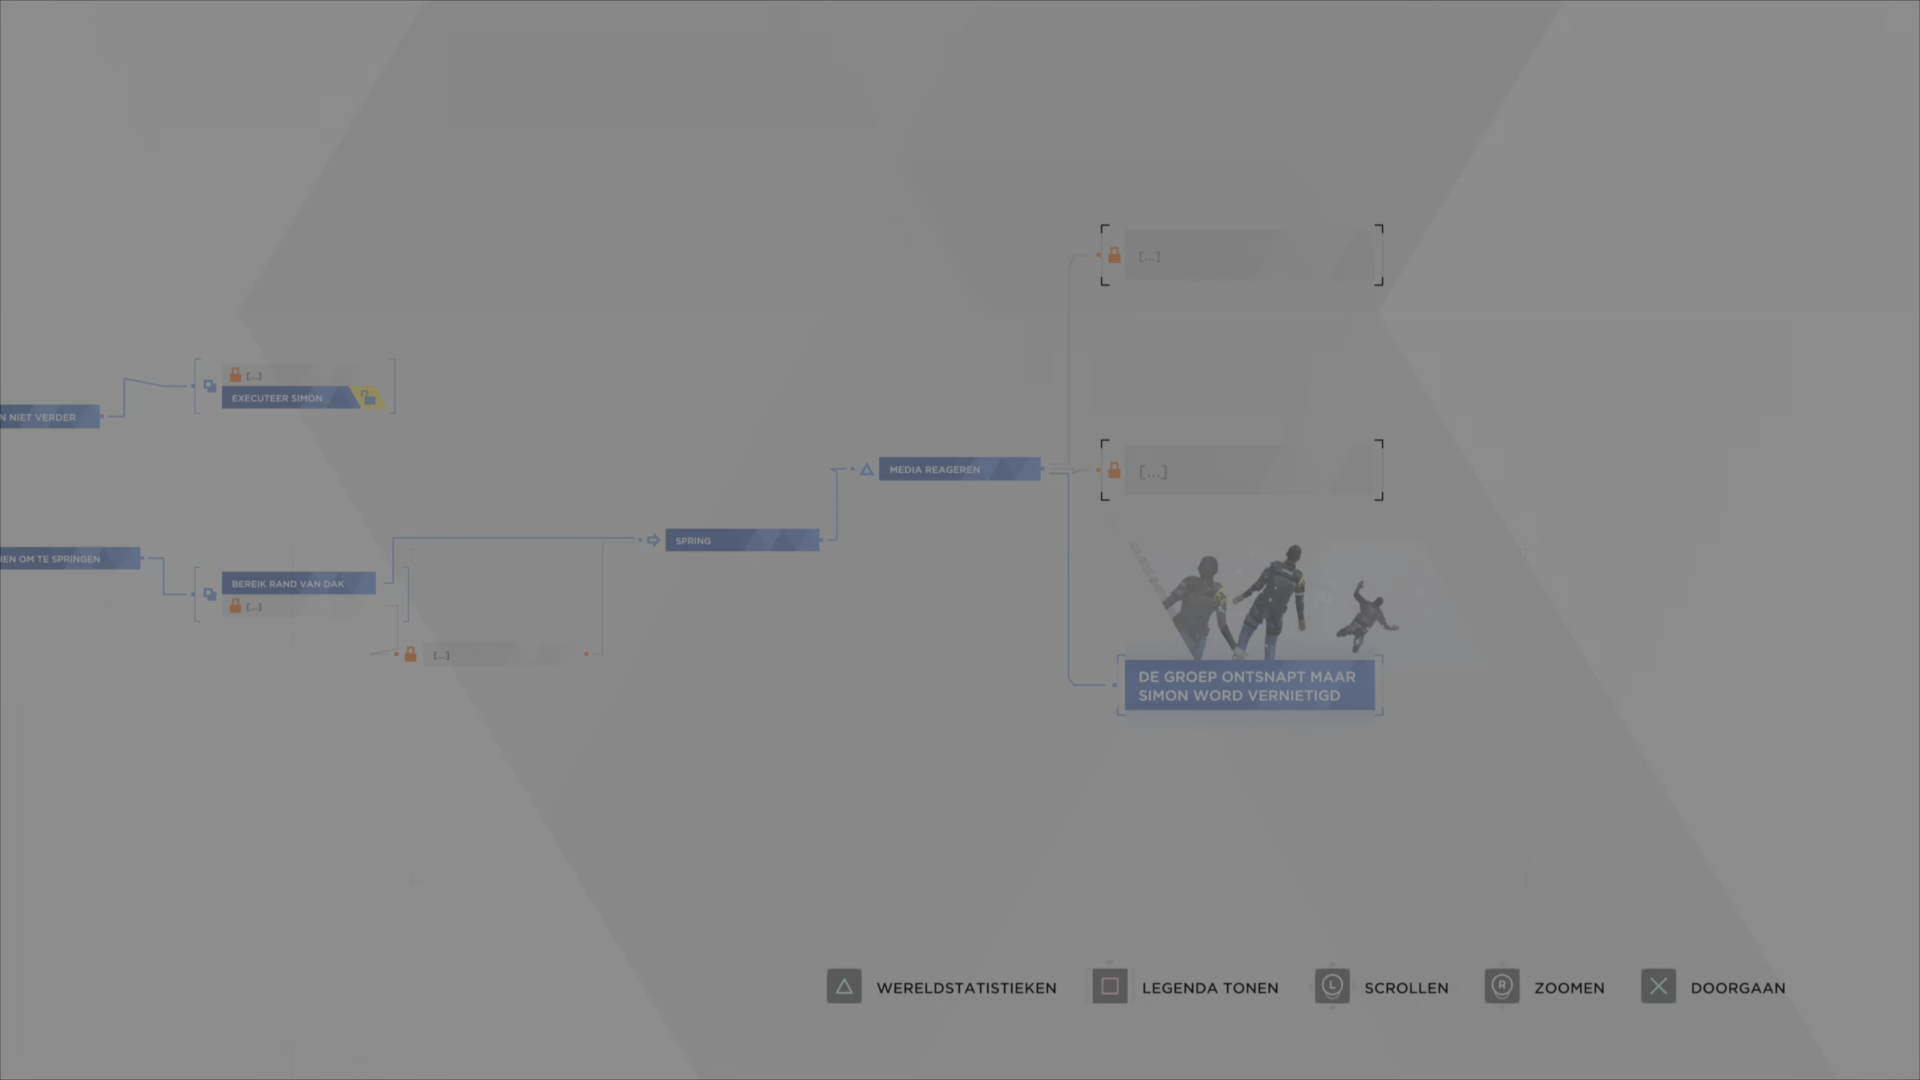 [...]
[...]
EXECUTEER SIMON
N NIET VERDER
MEDIA REAGEREN
[...]
SPRING
EN OM TE SPRINGEN
BEREIK RAND VAN DAK
[...]
[...]
DE GROEP ONTSNAPT MAAR
SIMON WORD VERNIETIGD
WERELDSTATISTIEKEN
LEGENDA TONEN
L
SCROLLEN
R
ZOOMEN
DOORGAAN